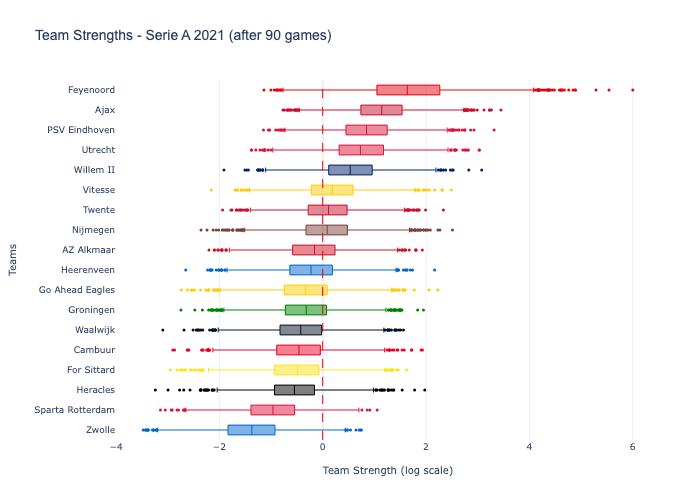 Team Strengths - Serie A 2021 (after 90 games)
Feyenoord
Ajax
PSV Eindhoven
Utrecht
Willem II
Vitesse
Twente
Nijmegen
AZ Alkmaar
Heerenveen
Go Ahead Eagles
Groningen
Waalwijk
Cambuur
For Sittard
Heracles
Sparta Rotterdam
Zwolle
Teams
−4 −2 0 2 4 6
Team Strength (log scale)